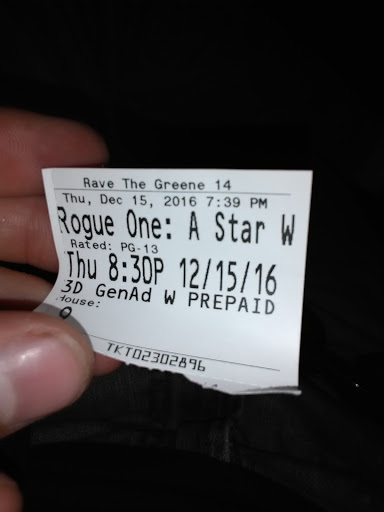 Rave The Greene 14
Thu, Dec 15, 2016 7:39 PM
Rogue One: A Star W
Rated: PG-13
Thu 8:30P 12/15/16
3D GenAd W PREPAID
House:
9
TKT02302896